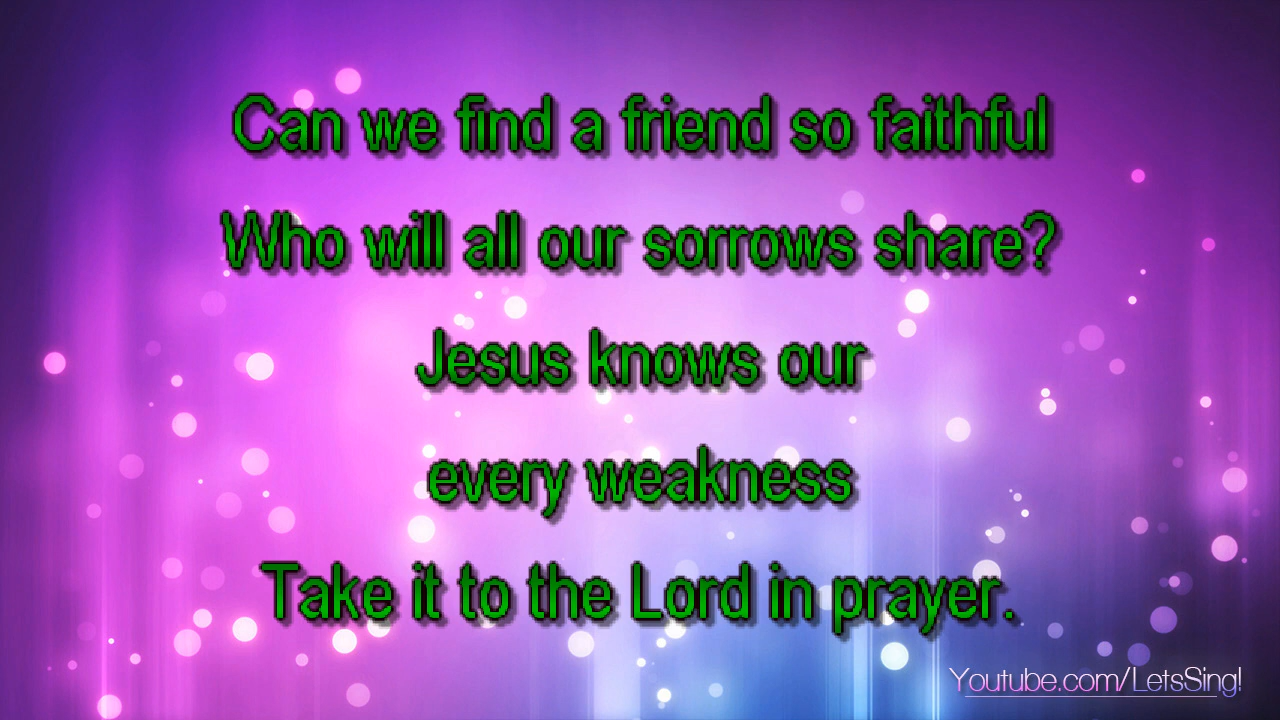 Can we find a friend so faithful
Who will all our sorrows share?
Jesus knows our
every weakness
Take it to the Lord in prayer.
Youtube.com/LetsSing!